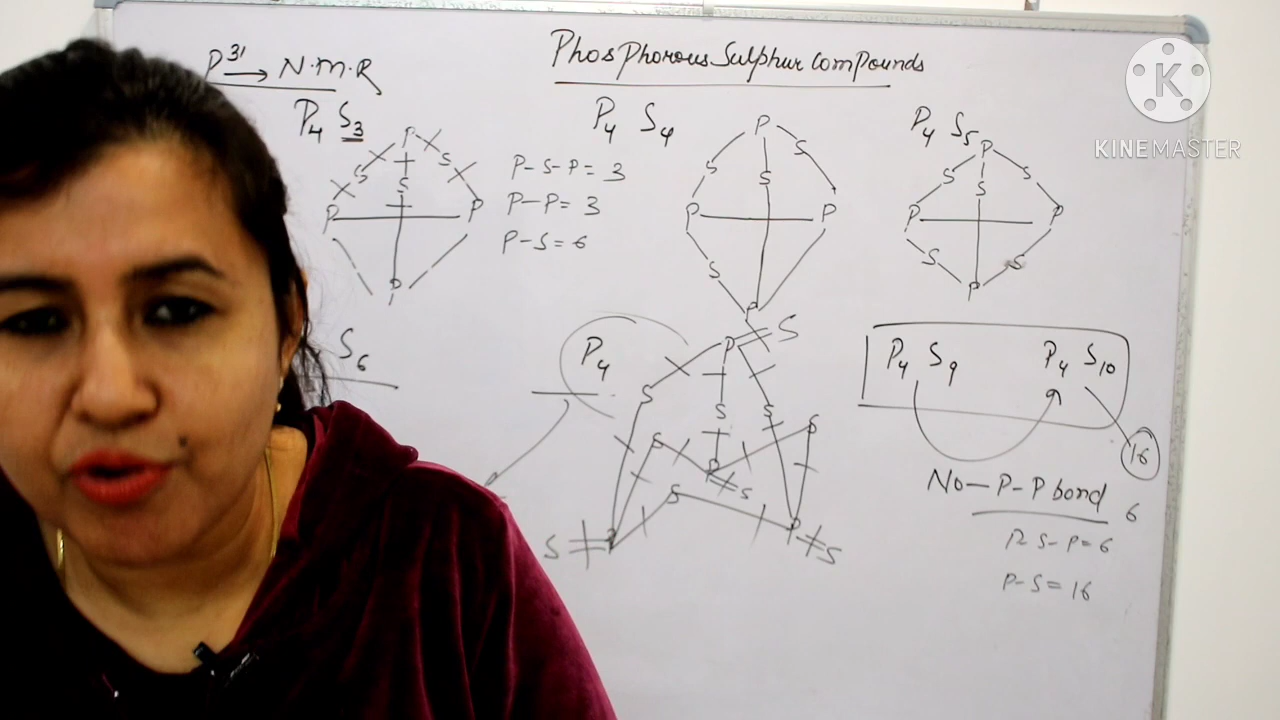 P³¹ → N.M.R
Phosphorous Sulphur Compounds
P₄ S₃
P
S
S
S
P
P
P
P-S-P = 3
P-P = 3
P-S = 6
P₄ S₄
P
S
S
S
P
P
S
P
P₄ S₅
P
S
S
S
P
P
S
S
P
S₆
P₄
P
S
S
S
S
S
S
P
S
S
S
P
P
S
P₄ S₉
P₄ S₁₀
16
No-P-P bond
6
P-S-P = 6
P-S = 16
K
KINEMASTER